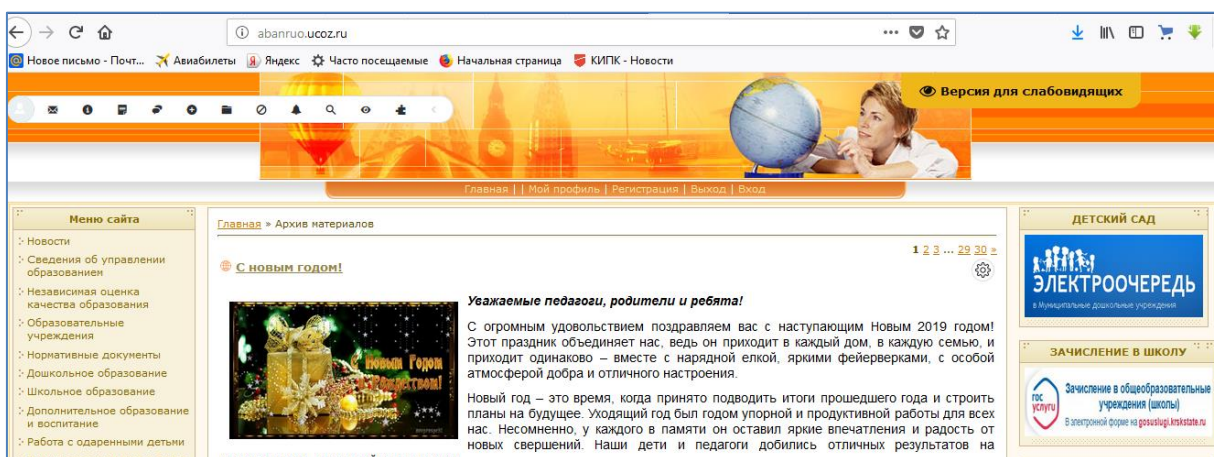 abanruo.ucoz.ru
Новое письмо - Почт... Авиабилеты Яндекс Часто посещаемые Начальная страница КИПК - Новости
Версия для слабовидящих
Главная | | Мой профиль | Регистрация | Выход | Вход
Меню сайта
Новости
Сведения об управлении
образованием
Независимая оценка
качества образования
Образовательные
учреждения
Нормативные документы
Дошкольное образование
Школьное образование
Дополнительное образование
и воспитание
Работа с одаренными детьми
Главная » Архив материалов
1 2 3 ... 29 30 »
С новым годом!
Новым Годом
и Рождеством!
Уважаемые педагоги, родители и ребята!
С огромным удовольствием поздравляем вас с наступающим Новым 2019 годом!
Этот праздник объединяет нас, ведь он приходит в каждый дом, в каждую семью, и
приходит одинаково – вместе с нарядной елкой, яркими фейерверками, с особой
атмосферой добра и отличного настроения.
Новый год – это время, когда принято подводить итоги прошедшего года и строить
планы на будущее. Уходящий год был годом упорной и продуктивной работы для всех
нас. Несомненно, у каждого в памяти он оставил яркие впечатления и радость от
новых свершений. Наши дети и педагоги добились отличных результатов на
ДЕТСКИЙ САД
ЭЛЕКТРООЧЕРЕДЬ
в Муниципальные дошкольные учреждения
ЗАЧИСЛЕНИЕ В ШКОЛУ
гос
услуги
Зачисление в общеобразовательные
учреждения (школы)
В электронной форме на gosuslugi.krskstate.ru